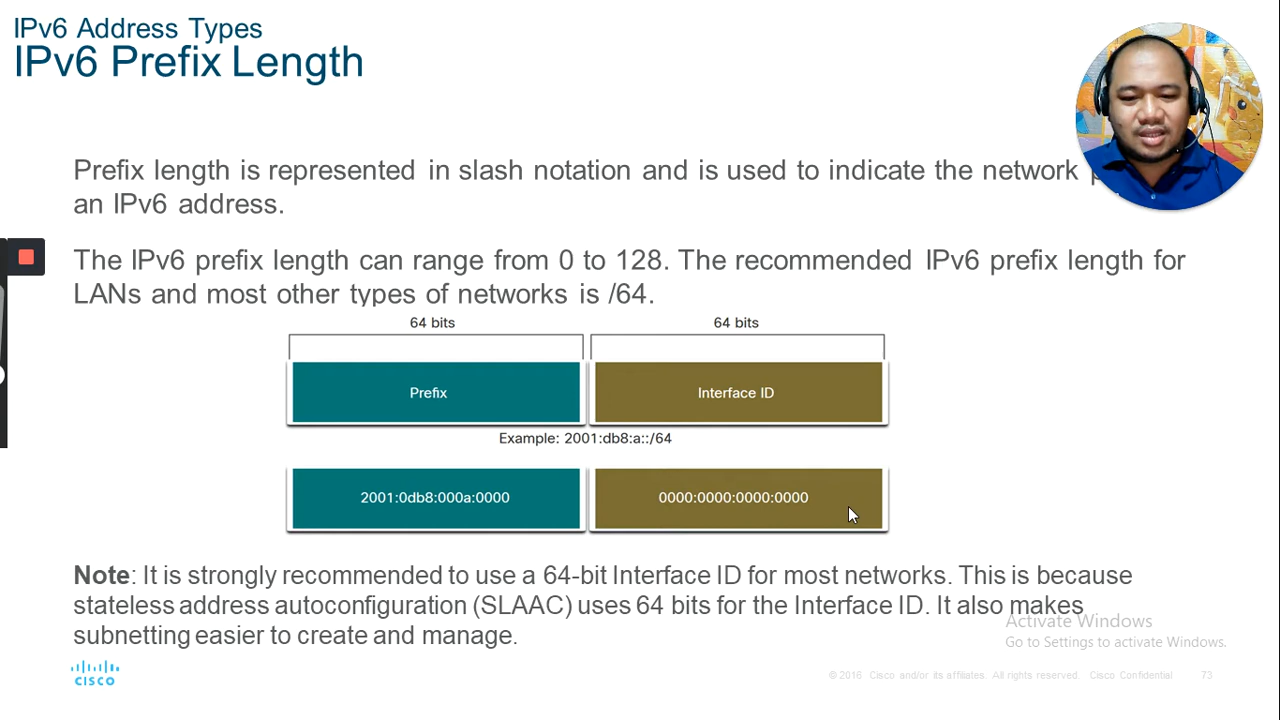 IPv6 Address Types
IPv6 Prefix Length
Prefix length is represented in slash notation and is used to indicate the network
an IPv6 address.
The IPv6 prefix length can range from 0 to 128. The recommended IPv6 prefix length for
LANs and most other types of networks is /64.
64 bits 64 bits
Prefix Interface ID
Example: 2001:db8:a::/64
2001:0db8:000a:0000 0000:0000:0000:0000
Note: It is strongly recommended to use a 64-bit Interface ID for most networks. This is because
stateless address autoconfiguration (SLAAC) uses 64 bits for the Interface ID. It also makes
subnetting easier to create and manage.
Activate Windows
Go to Settings to activate Windows.
CISCO
© 2016 Cisco and/or its affiliates. All rights reserved. Cisco Confidential 73